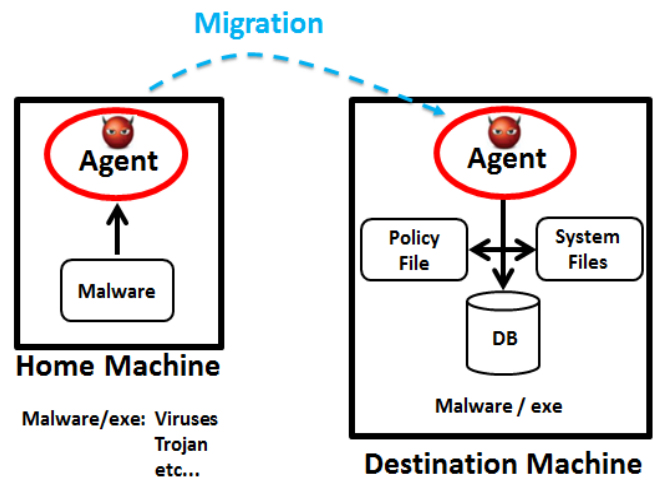 Migration
Agent
Malware
Home Machine
Malware/exe: Viruses
Trojan
etc...
Agent
Policy
File
System
Files
DB
Malware / exe
Destination Machine